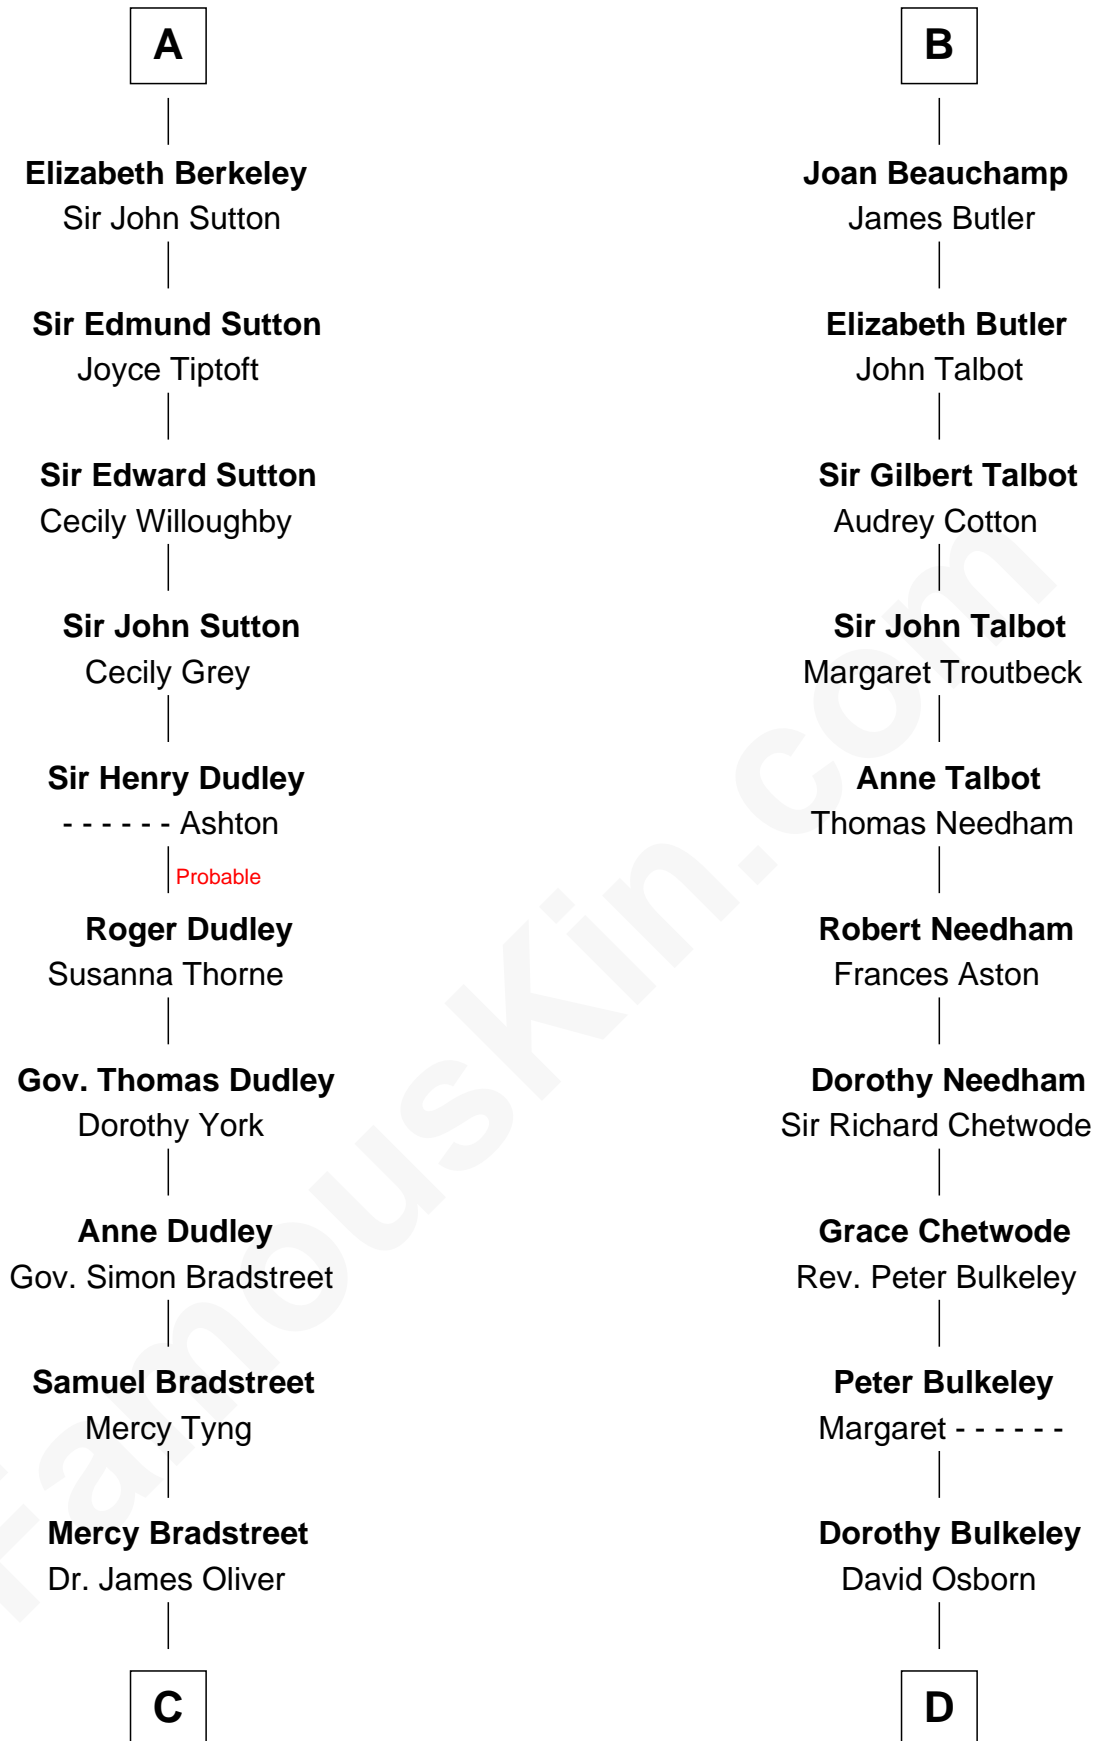 A
Elizabeth Berkeley
Sir John Sutton
Sir Edmund Sutton
Joyce Tiptoft
Sir Edward Sutton
Cecily Willoughby
Sir John Sutton
Cecily Grey
Sir Henry Dudley
- - - - - - Ashton
Probable
Roger Dudley
Susanna Thorne
Gov. Thomas Dudley
Dorothy York
Anne Dudley
Gov. Simon Bradstreet
Samuel Bradstreet
Mercy Tyng
Mercy Bradstreet
Dr. James Oliver
C
B
Joan Beauchamp
James Butler
Elizabeth Butler
John Talbot
Sir Gilbert Talbot
Audrey Cotton
Sir John Talbot
Margaret Troutbeck
Anne Talbot
Thomas Needham
Robert Needham
Frances Aston
Dorothy Needham
Sir Richard Chetwode
Grace Chetwode
Rev. Peter Bulkeley
Peter Bulkeley
Margaret - - - - - -
Dorothy Bulkeley
David Osborn
D
FamousKin.com